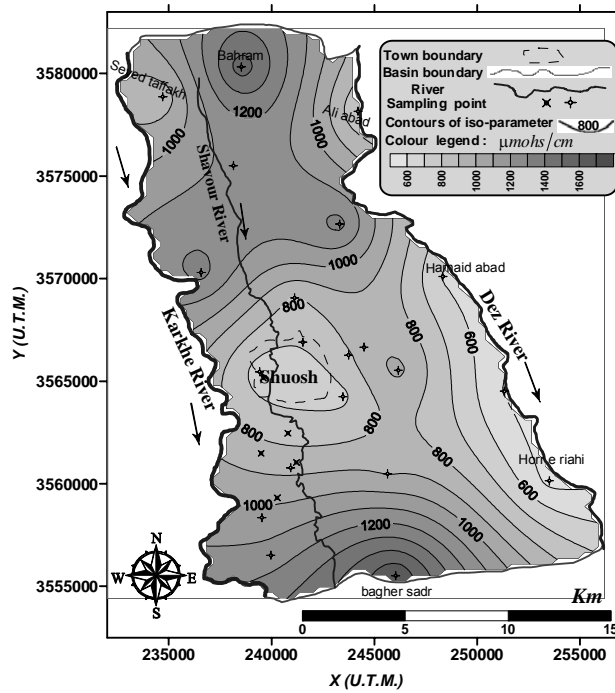 Town boundary
Basin boundary
River
Sampling point
Contours of iso-parameter 800
Colour legend : µmohs/cm
600 800 1000 1200 1400 1600
Bahram
Seyed taffakh
Ali abad
1200
1000
1000
Shavour River
1000
Hamaid abad
800
Dez River
800
600
Karkhe River
Shuosh
800
800
Horr e riahi
600
1000
1200
1000
bagher sadr
N
W E
S
Km
0 5 10 15
3580000
3575000
3570000
3565000
3560000
3555000
Y (U.T.M.)
235000 240000 245000 250000 255000
X (U.T.M.)